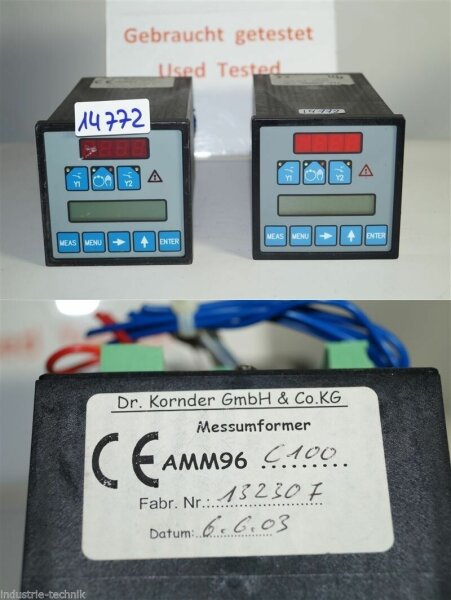 Gebraucht getestet
Used Tested
14772
14772
Y1 Y2
Y1 Y2
MEAS MENU ENTER
MEAS MENU ENTER
Dr. Kornder GmbH & Co.KG
Messumformer
CE AMM96 C100
Fabr. Nr.: 132307
Datum: 6.6.03
industrie-technik